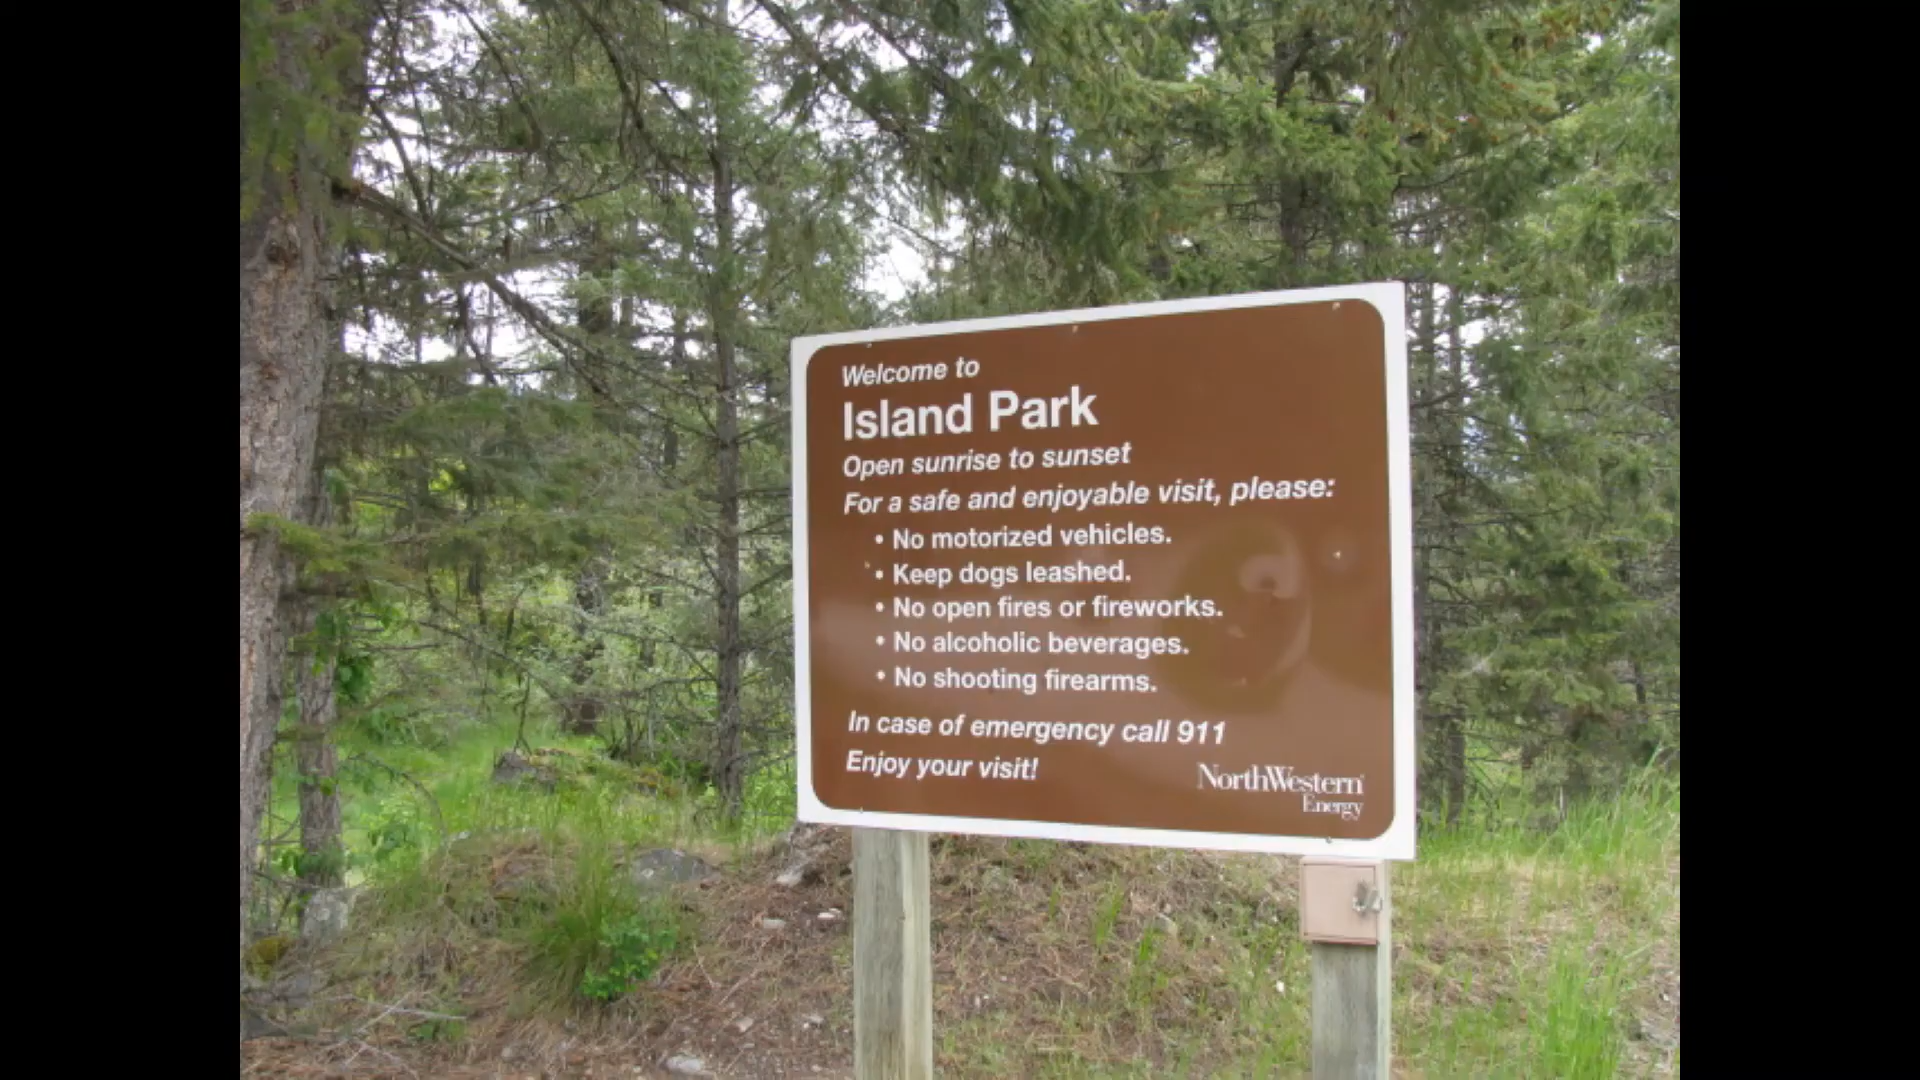 Welcome to
Island Park
Open sunrise to sunset
For a safe and enjoyable visit, please:
• No motorized vehicles.
• Keep dogs leashed.
• No open fires or fireworks.
• No alcoholic beverages.
• No shooting firearms.
In case of emergency call 911
Enjoy your visit!
NorthWestern
Energy